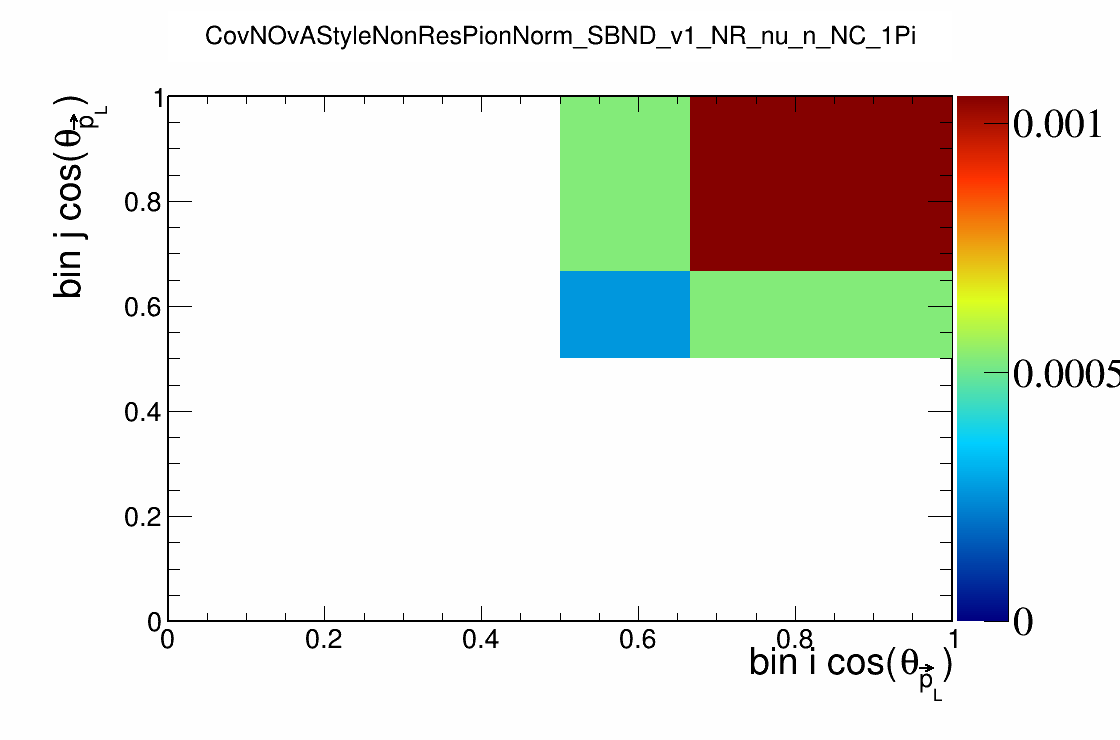 CovNOvAStyleNonResPionNorm_SBND_v1_NR_nu_n_NC_1Pi
bin j cos(θp⃗L)
1
0.8
0.6
0.4
0.2
0
0 0.2 0.4 0.6 0.8 1
bin i cos(θp⃗L)
0.001
0.0005
0